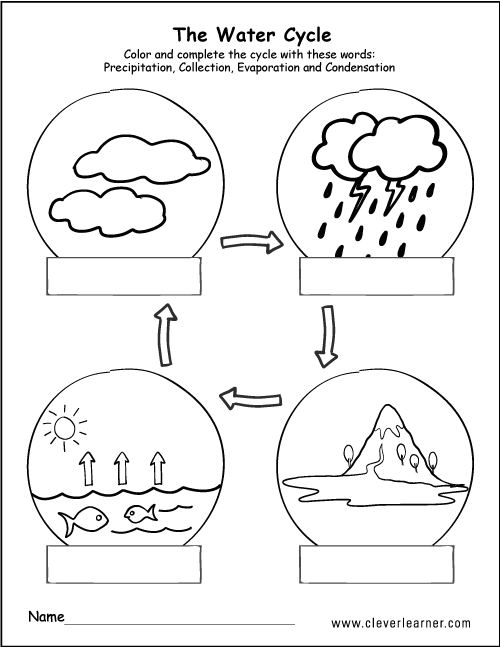 The Water Cycle
Color and complete the cycle with these words:
Precipitation, Collection, Evaporation and Condensation
Name
www.cleverlearner.com